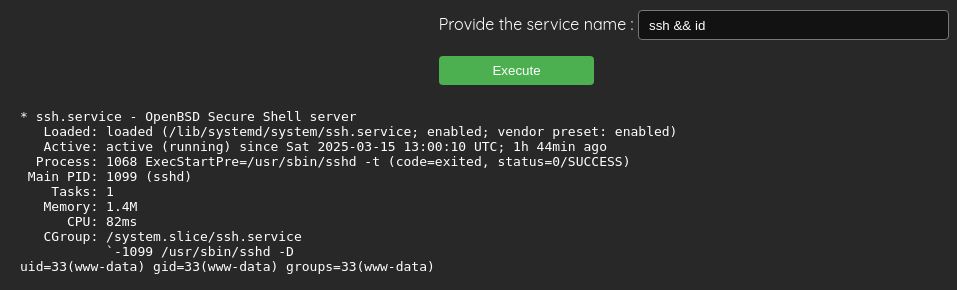 Provide the service name : ssh && id
Execute
* ssh.service - OpenBSD Secure Shell server
   Loaded: loaded (/lib/systemd/system/ssh.service; enabled; vendor preset: enabled)
   Active: active (running) since Sat 2025-03-15 13:00:10 UTC; 1h 44min ago
  Process: 1068 ExecStartPre=/usr/sbin/sshd -t (code=exited, status=0/SUCCESS)
 Main PID: 1099 (sshd)
    Tasks: 1
   Memory: 1.4M
      CPU: 82ms
   CGroup: /system.slice/ssh.service
           `-1099 /usr/sbin/sshd -D
uid=33(www-data) gid=33(www-data) groups=33(www-data)